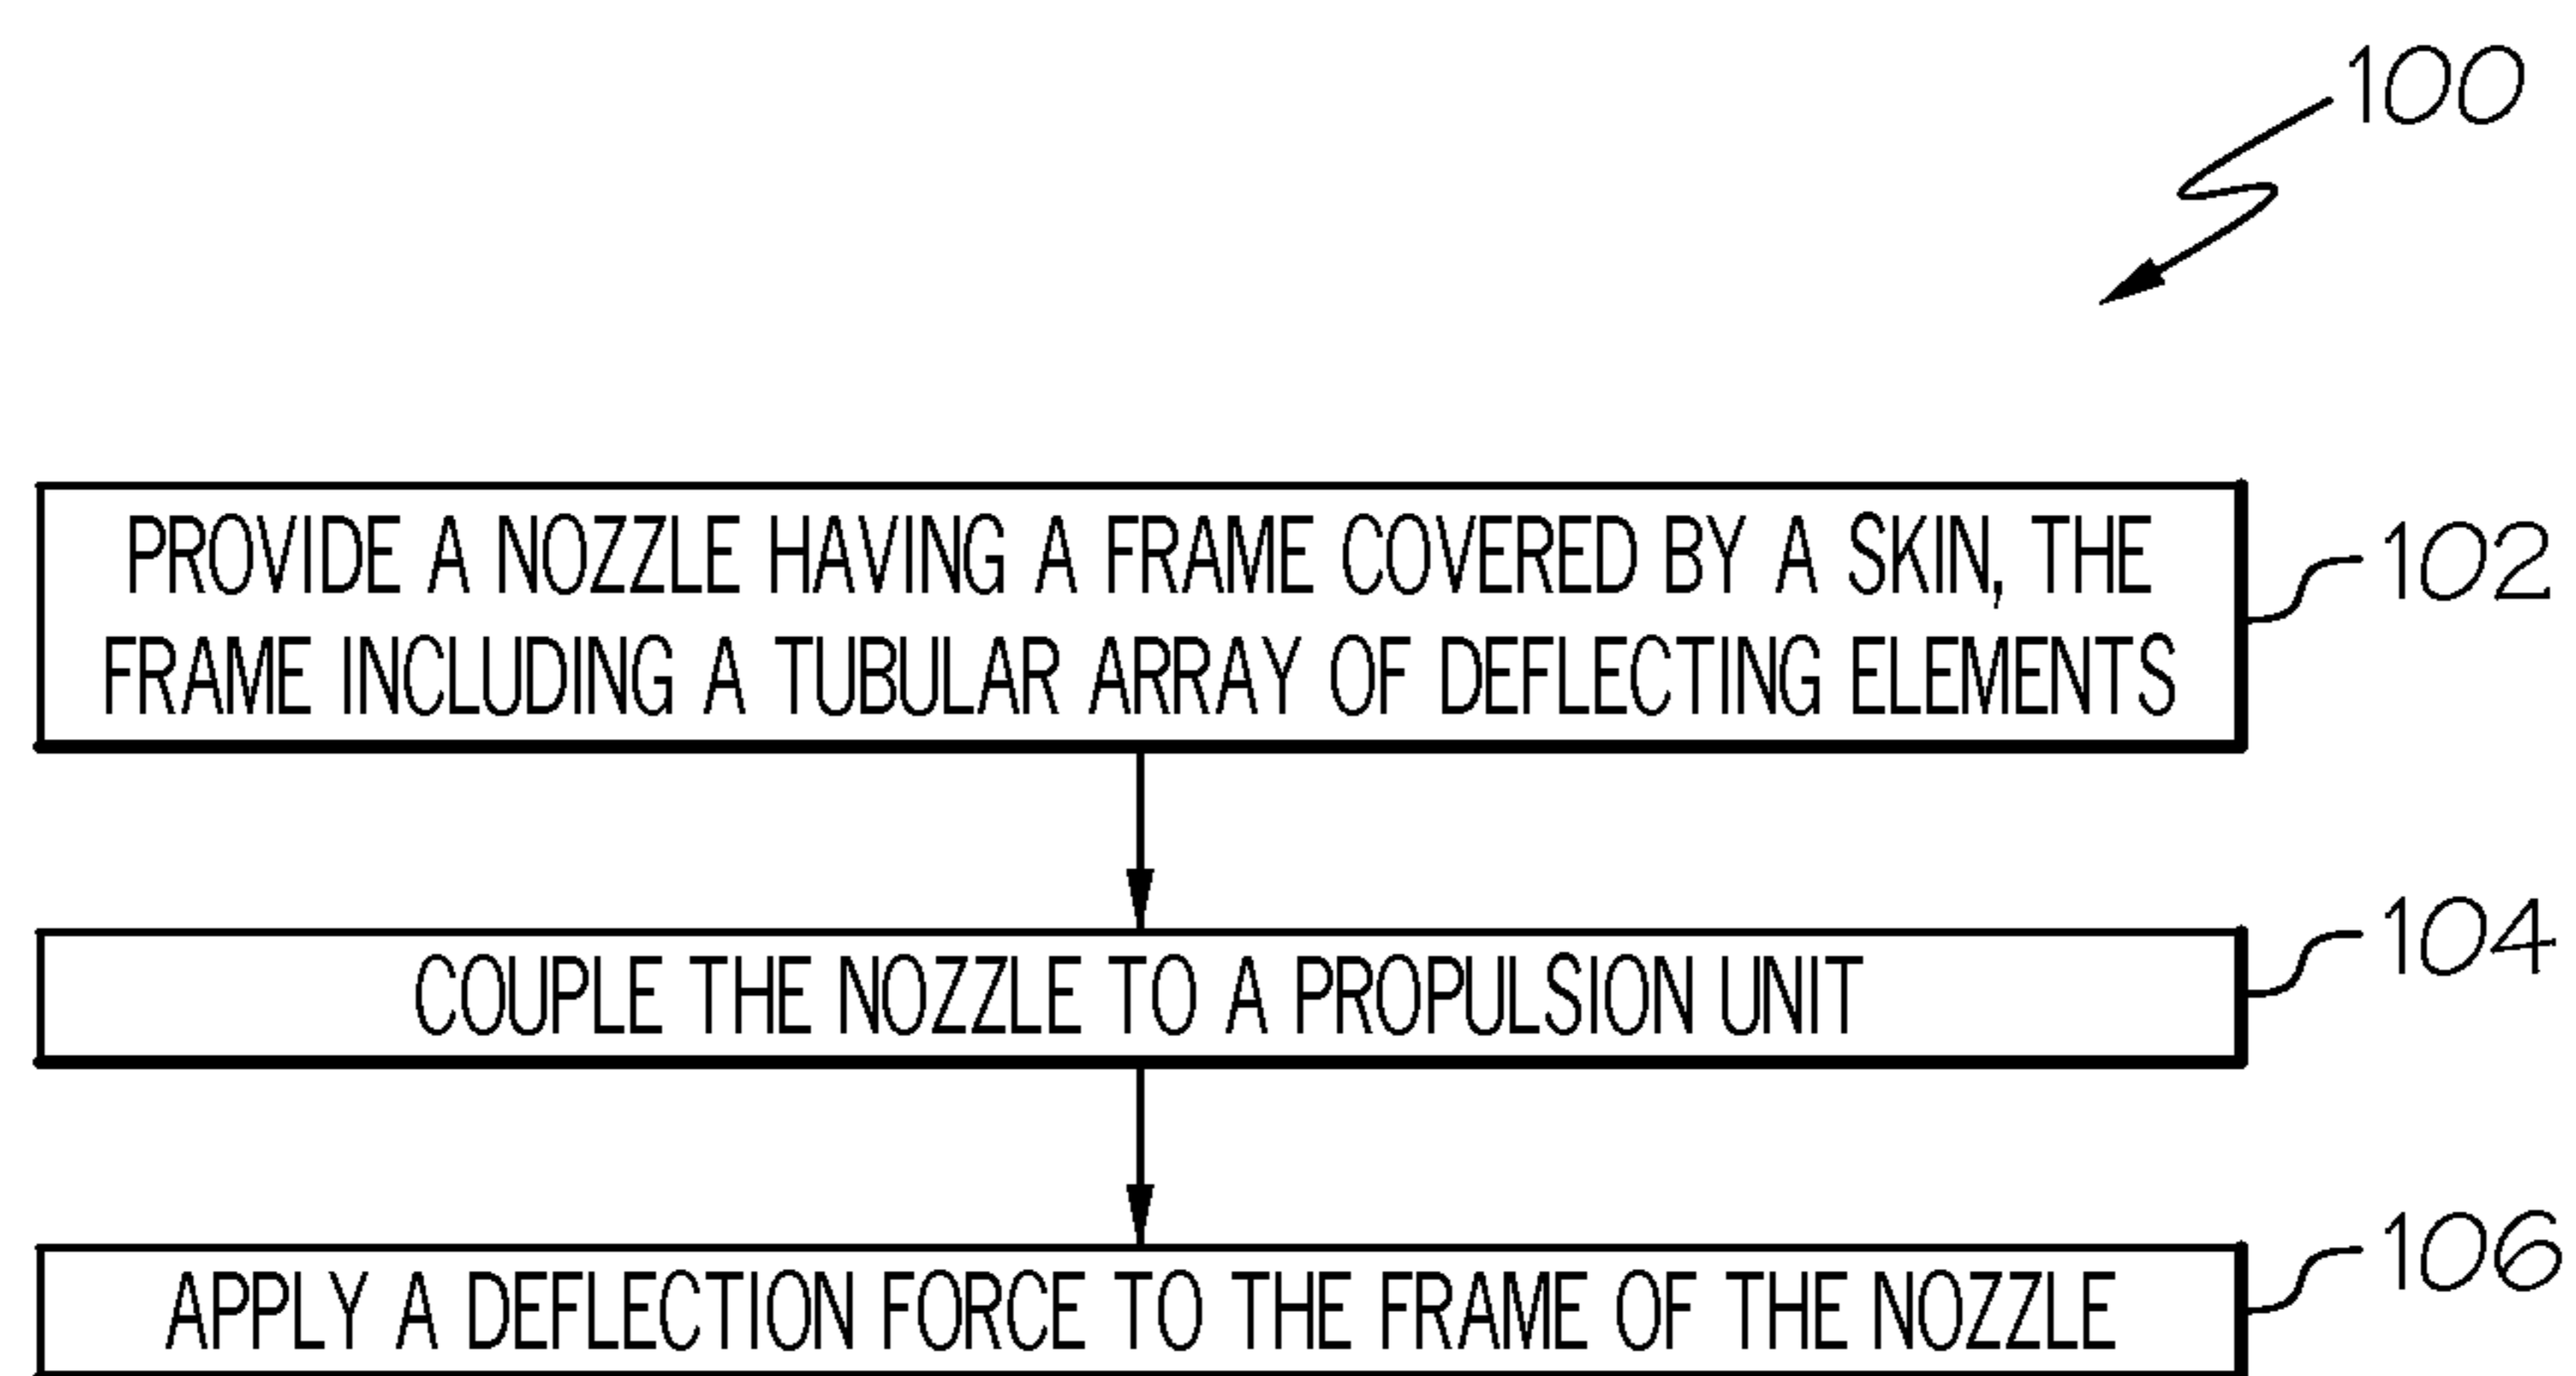 100
PROVIDE A NOZZLE HAVING A FRAME COVERED BY A SKIN, THE
FRAME INCLUDING A TUBULAR ARRAY OF DEFLECTING ELEMENTS
102
COUPLE THE NOZZLE TO A PROPULSION UNIT
104
APPLY A DEFLECTION FORCE TO THE FRAME OF THE NOZZLE
106